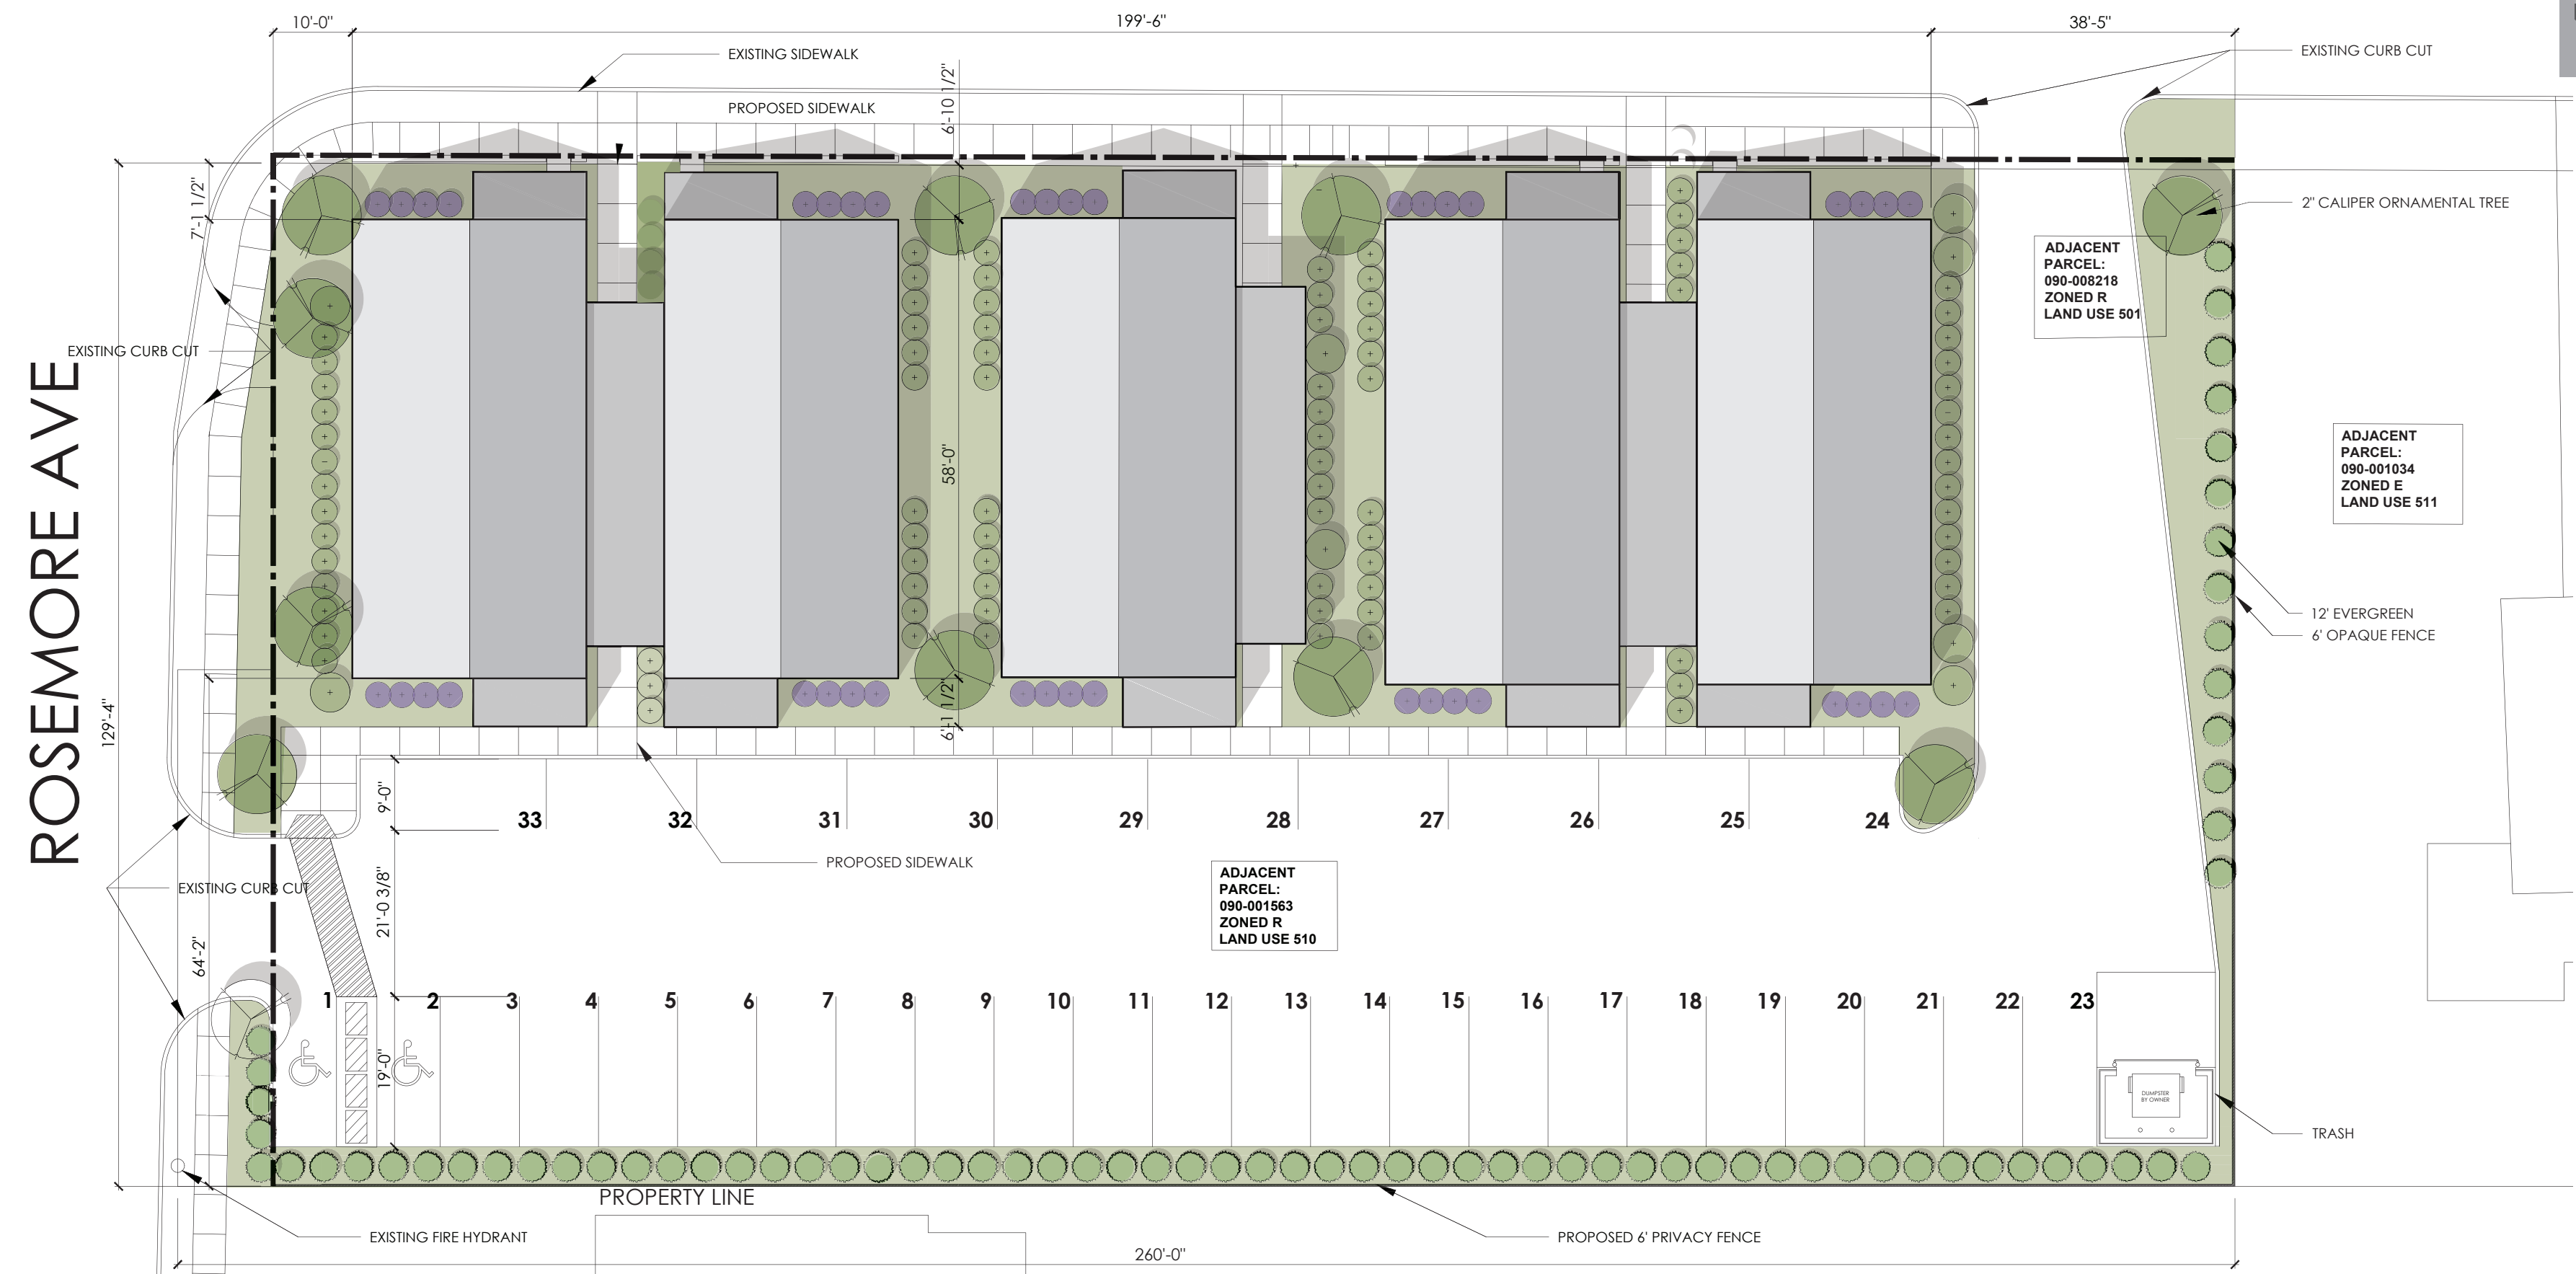 10'-0"
199'-6"
38'-5"
EXISTING SIDEWALK
EXISTING CURB CUT
PROPOSED SIDEWALK
6'-10 1/2"
7'-1 1/2"
2" CALIPER ORNAMENTAL TREE
ADJACENT
PARCEL:
090-008218
ZONED R
LAND USE 501
EXISTING CURB CUT
ROSEMORE AVE
58'-0"
ADJACENT
PARCEL:
090-001034
ZONED E
LAND USE 511
12' EVERGREEN
6' OPAQUE FENCE
129'-4"
6'-1 1/2"
9'-0"
33
32
31
30
29
28
27
26
25
24
PROPOSED SIDEWALK
EXISTING CURB CUT
21'-0 3/8"
64'-2"
ADJACENT
PARCEL:
090-001563
ZONED R
LAND USE 510
1
2
3
4
5
6
7
8
9
10
11
12
13
14
15
16
17
18
19
20
21
22
23
19'-0"
DUMPSTER
BY OWNER
TRASH
PROPERTY LINE
EXISTING FIRE HYDRANT
PROPOSED 6' PRIVACY FENCE
260'-0"